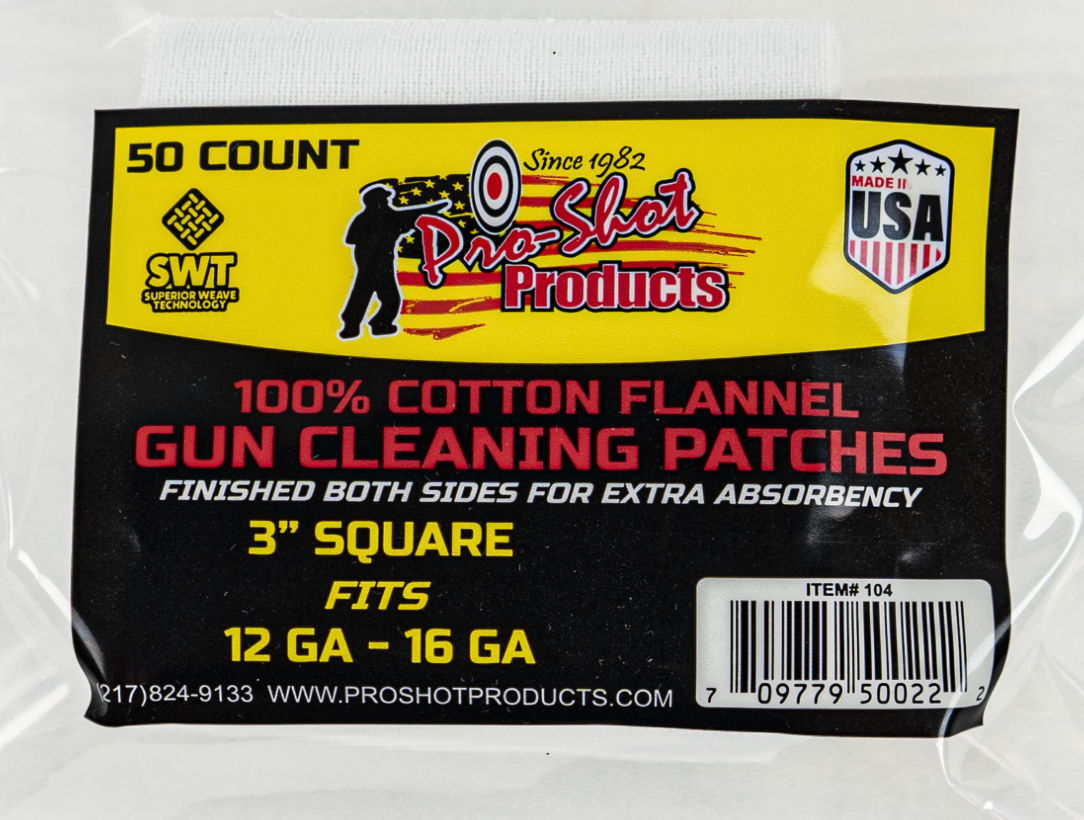 50 COUNT
SWT
SUPERIOR WEAVE
TECHNOLOGY
Since 1982
Pro-Shot
Products
MADE IN
USA
100% COTTON FLANNEL
GUN CLEANING PATCHES
FINISHED BOTH SIDES FOR EXTRA ABSORBENCY
3” SQUARE
FITS
12 GA - 16 GA
(217)824-9133 WWW.PROSHOTPRODUCTS.COM
ITEM# 104
7 09779 50022 2